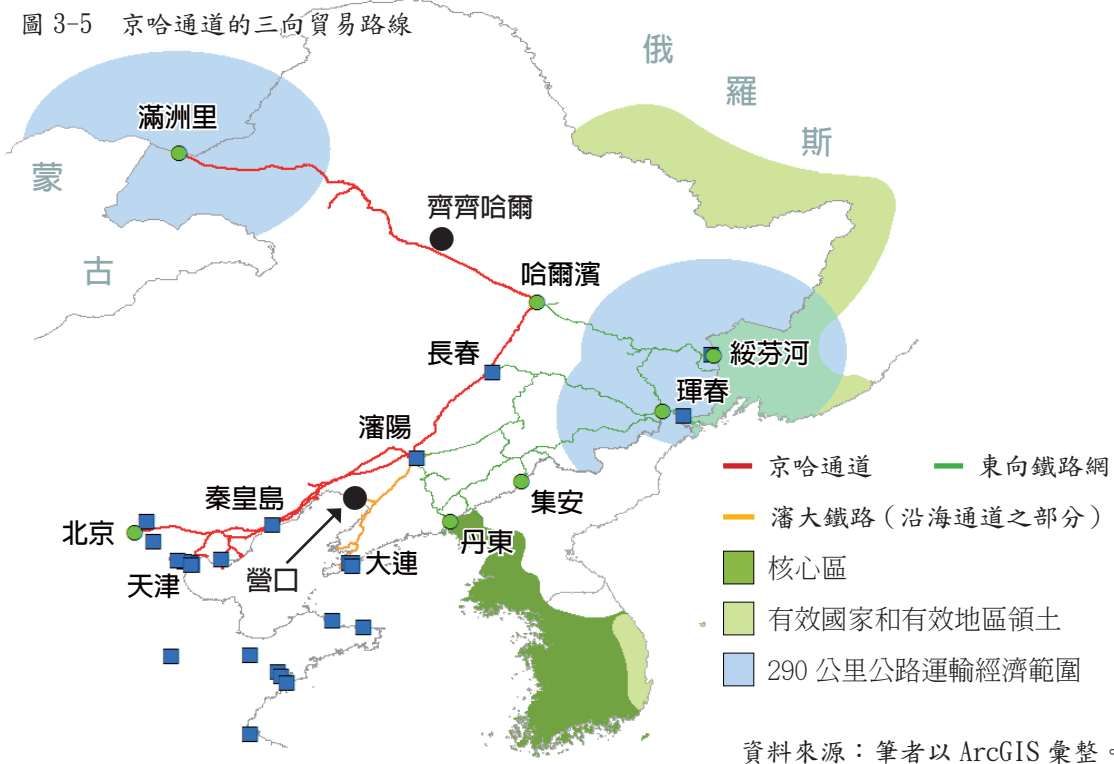 圖 3-5　京哈通道的三向貿易路線
俄
羅
斯
滿洲里
蒙
古
齊齊哈爾
哈爾濱
長春
綏芬河
琿春
瀋陽
秦皇島
集安
北京
丹東
大連
天津
營口
京哈通道
東向鐵路網
瀋大鐵路（沿海通道之部分）
核心區
有效國家和有效地區領土
290 公里公路運輸經濟範圍
資料來源：筆者以 ArcGIS 彙整。